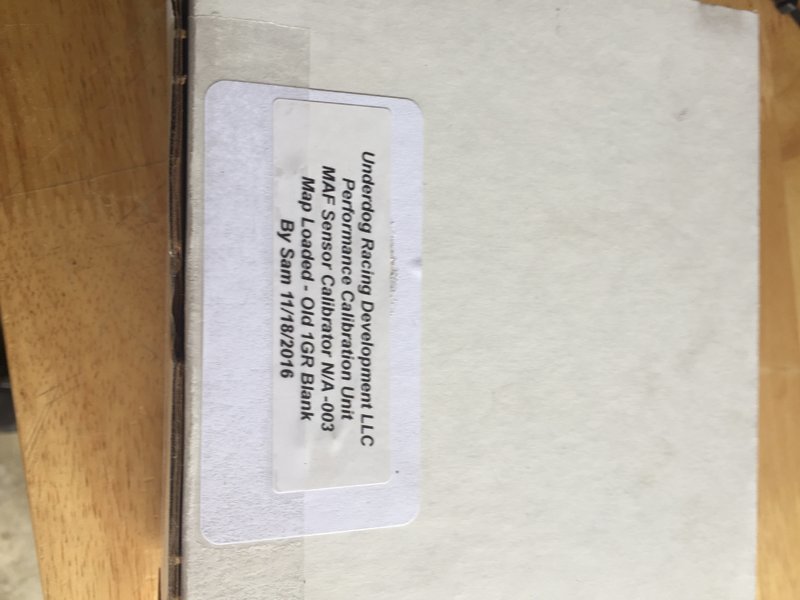 Underdog Racing Development LLC
Performance Calibration Unit
MAF Sensor Calibrator N/A -003
Map Loaded - Old 1GR Blank
By Sam 11/18/2016